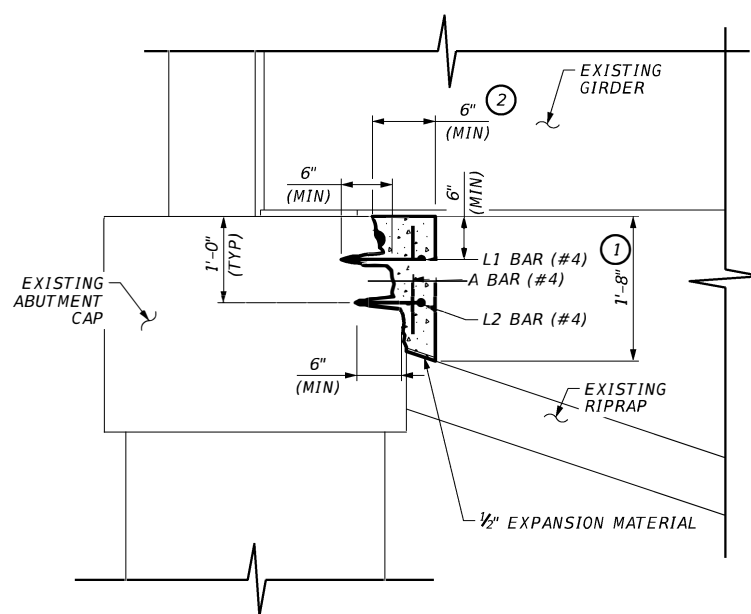 EXISTING
GIRDER
2
6"
(MIN)
6"
(MIN)
6"
(MIN)
1'-0"
(TYP)
1
1'-8"
L1 BAR (#4)
A BAR (#4)
L2 BAR (#4)
EXISTING
ABUTMENT
CAP
6"
(MIN)
EXISTING
RIPRAP
½" EXPANSION MATERIAL